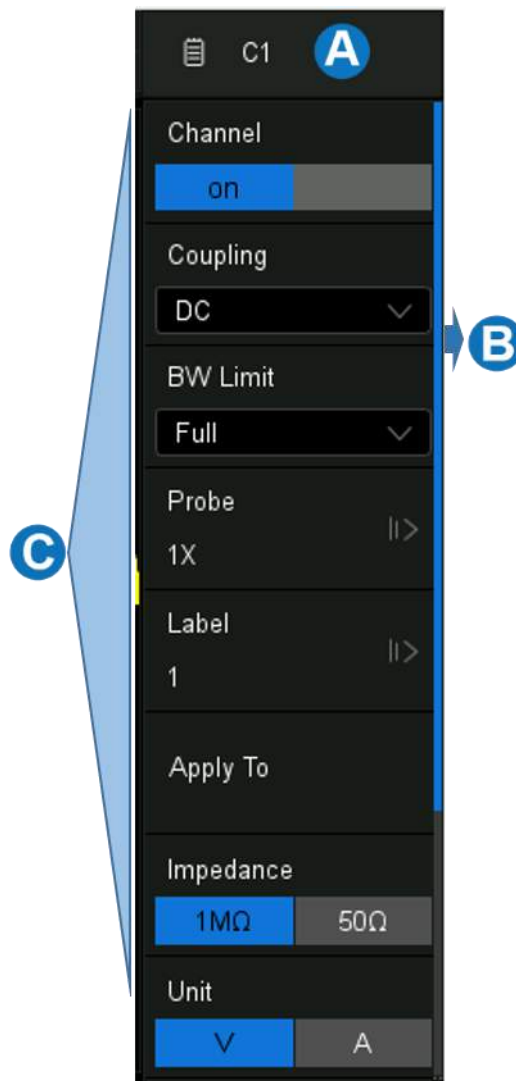 C1 A
Channel
on
Coupling
DC
B
BW Limit
Full
Probe
1X
C
Label
1
Apply To
Impedance
1MΩ 50Ω
Unit
V A